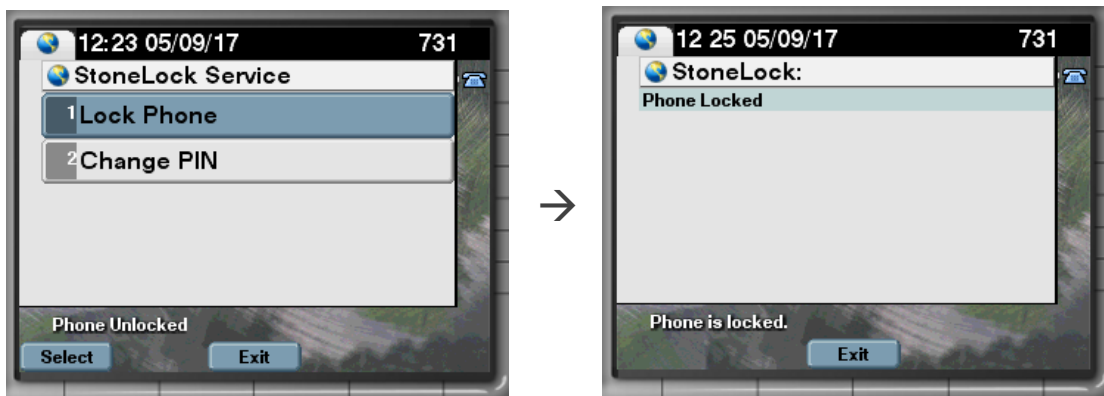 12:23 05/09/17 731
StoneLock Service
1 Lock Phone
2 Change PIN
Phone Unlocked
Select Exit
→
12 25 05/09/17 731
StoneLock:
Phone Locked
Phone is locked.
Exit